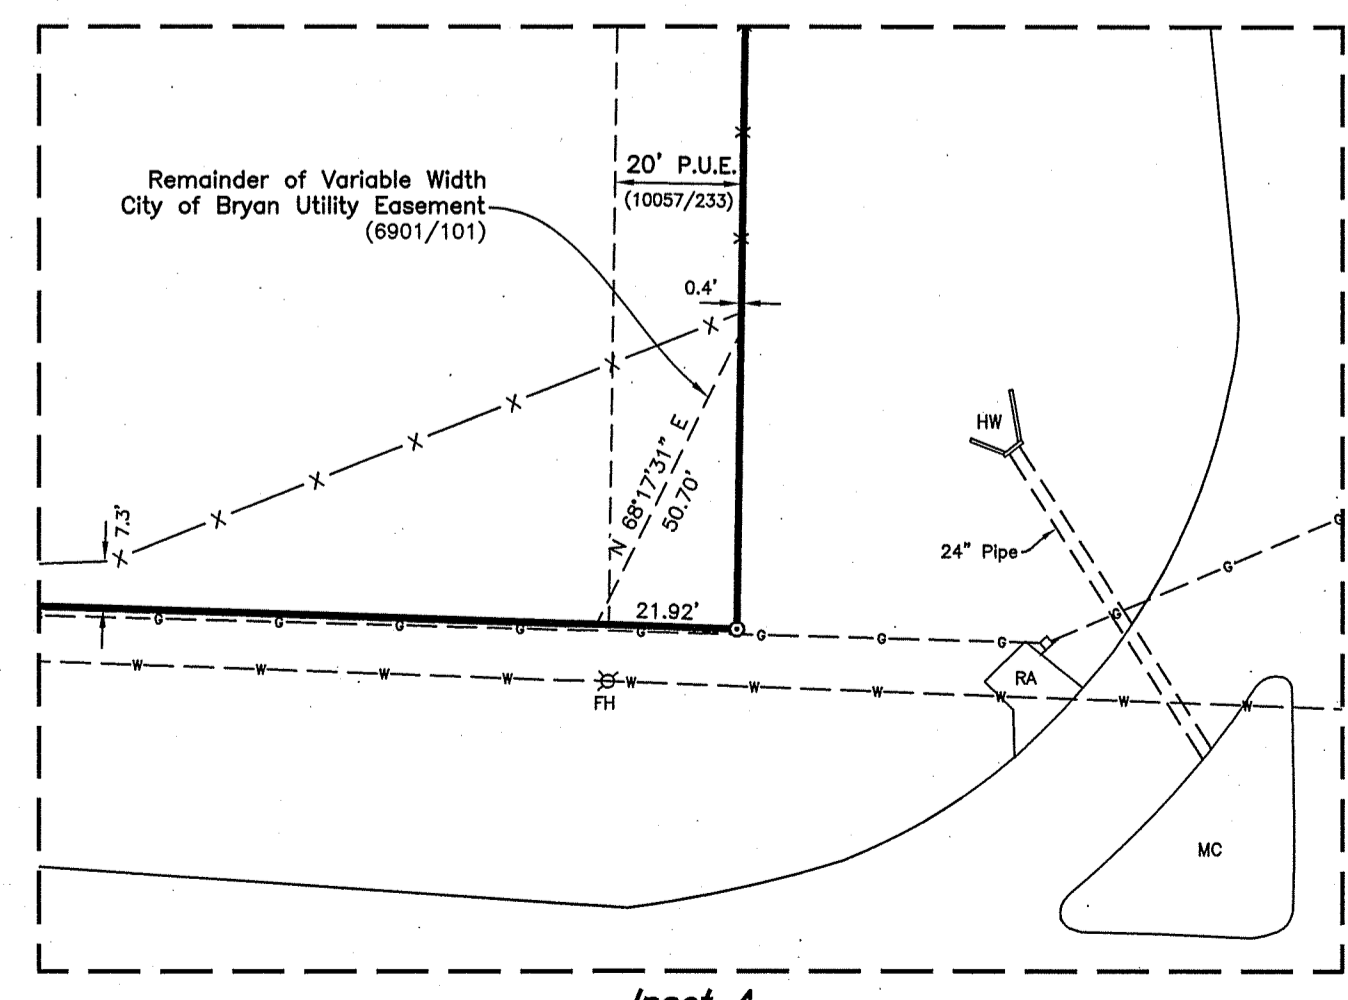 20' P.U.E.
(10057/233)
Remainder of Variable Width
City of Bryan Utility Easement
(6901/101)
0.4'
HW
N 68°17'31" E
50.70'
7.3'
24" Pipe
G
G
G
21.92'
G
G
G
G
G
G
G
G
RA
W
W
W
W
W
W
W
W
W
W
FH
MC